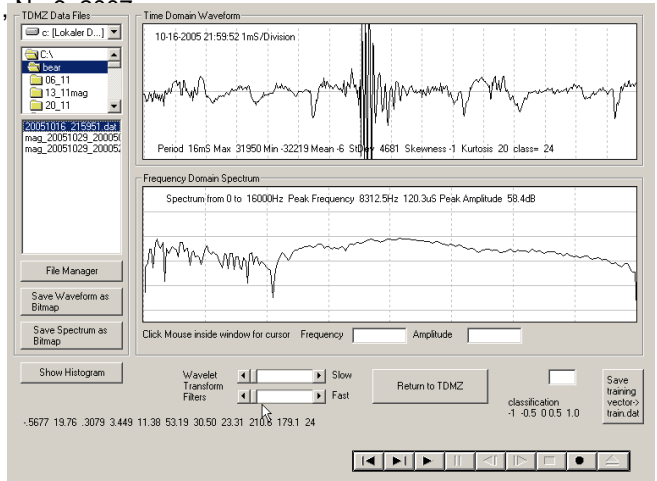 TDMZ Data Files
c: [Lokaler D...]
C:\
bear
06_11
13_11mag
20_11
20051016_215951.dat
mag_20051029_20005(
mag_20051029_20005:
File Manager
Save Waveform as Bitmap
Save Spectrum as Bitmap
Show Histogram
Time Domain Waveform
10-16-2005 21:59:52 1mS/Division
Period 16mS Max 31950 Min -32219 Mean -6 StDev 4681 Skewness -1 Kurtosis 20 class= 24
Frequency Domain Spectrum
Spectrum from 0 to 16000Hz Peak Frequency 8312.5Hz 120.3uS Peak Amplitude 58.4dB
Click Mouse inside window for cursor Frequency Amplitude
Wavelet
Transform
Filters
Slow
Fast
Return to TDMZ
classification
-1 -0.5 0 0.5 1.0
Save
training
vector->
train.dat
-.5677 19.76 .3079 3.449 11.38 53.19 30.50 23.31 210.6 179.1 24